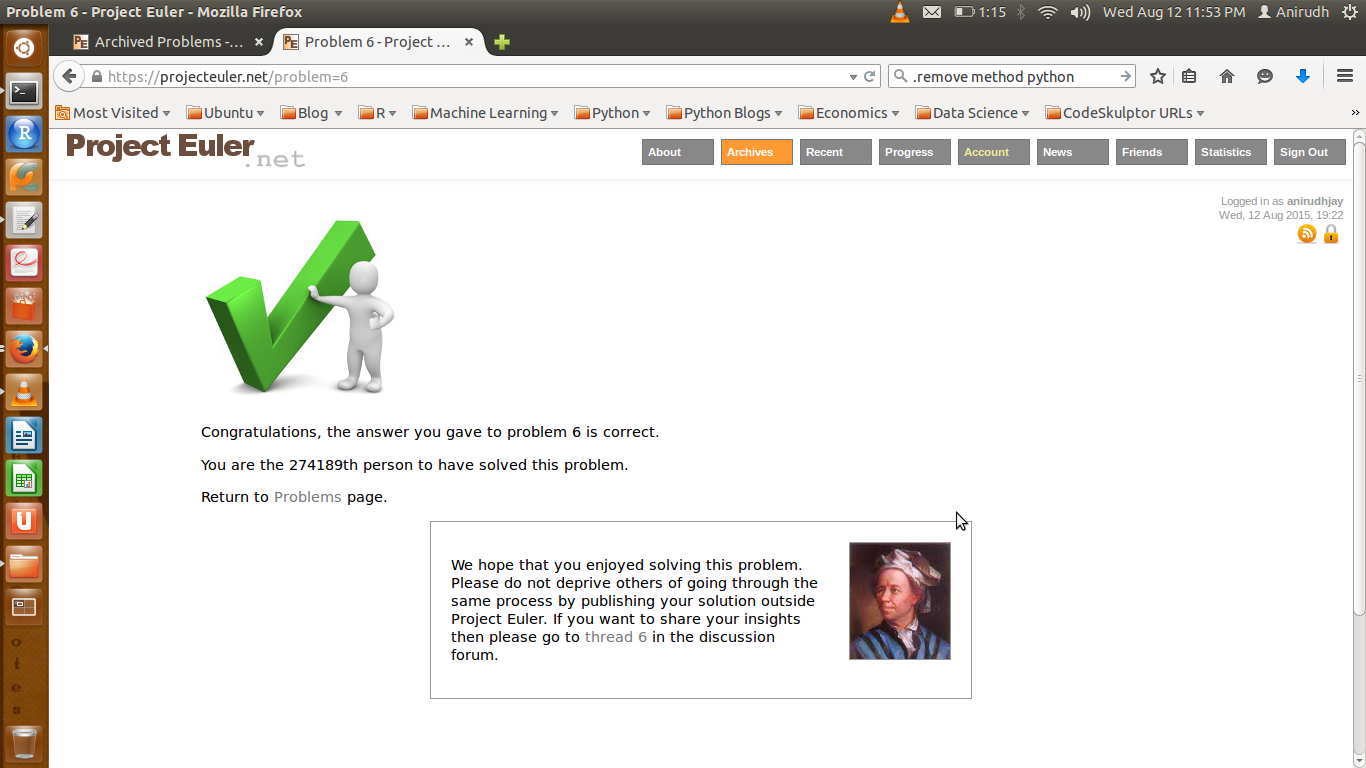 Problem 6 - Project Euler - Mozilla Firefox
1:15
Wed Aug 12 11:53 PM
Anirudh
Archived Problems -...
Problem 6 - Project ...
https://projecteuler.net/problem=6
.remove method python
Most Visited
Ubuntu
Blog
R
Machine Learning
Python
Python Blogs
Economics
Data Science
CodeSkulptor URLs
»
Project Euler
.net
About
Archives
Recent
Progress
Account
News
Friends
Statistics
Sign Out
Logged in as anirudhjay
Wed, 12 Aug 2015, 19:22
Congratulations, the answer you gave to problem 6 is correct.
You are the 274189th person to have solved this problem.
Return to Problems page.
We hope that you enjoyed solving this problem.
Please do not deprive others of going through the
same process by publishing your solution outside
Project Euler. If you want to share your insights
then please go to thread 6 in the discussion
forum.